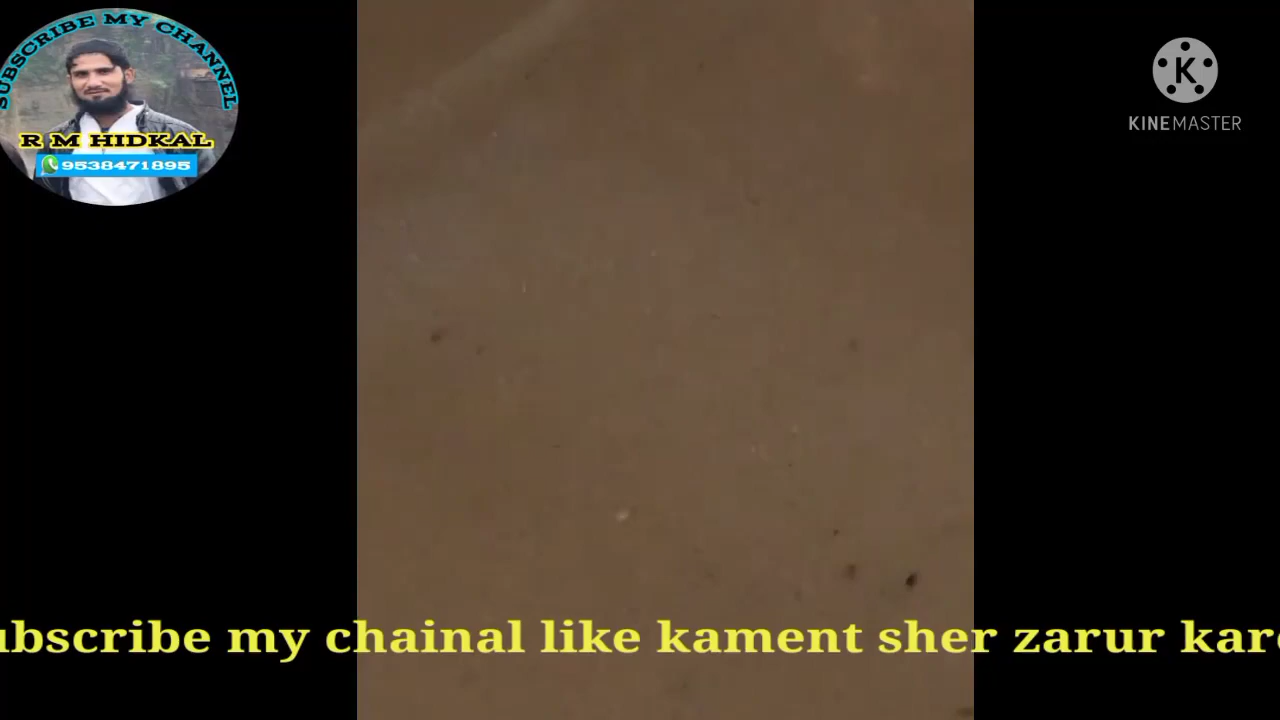 SUBSCRIBE MY CHANNEL
R M HIDKAL
9538471895
K
KINEMASTER
ubscribe my chainal like kament sher zarur kar